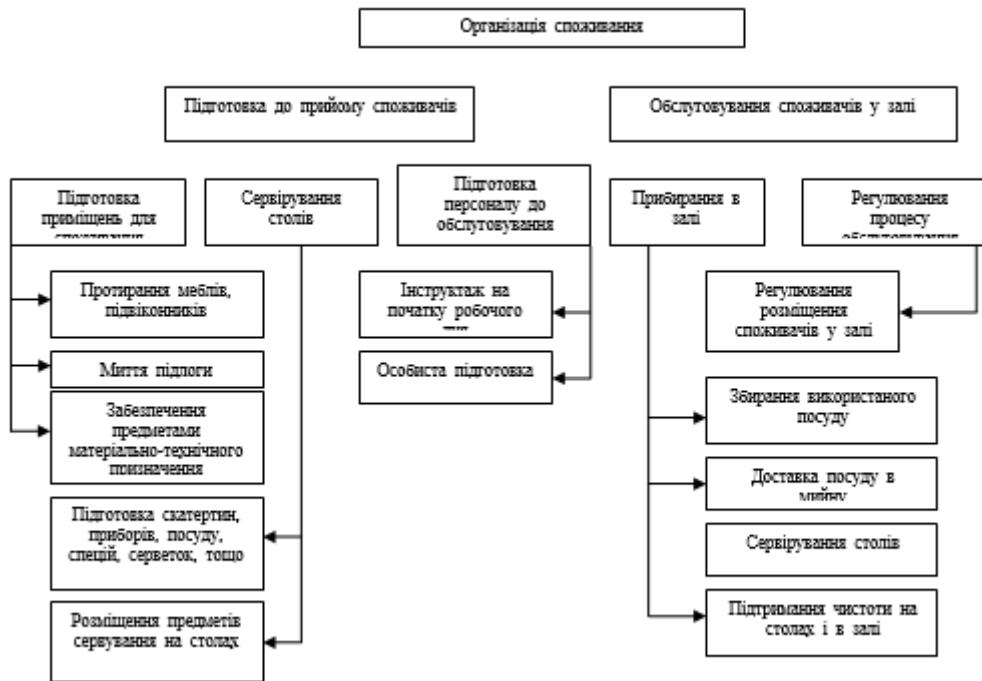 Організація споживання
Підготовка до прийому споживачів
Обслуговування споживачів у залі
Підготовка
приміщень для
споживання
Сервірування
столів
Підготовка
персоналу до
обслуговування
Прибирання в
залі
Регулювання
процесу
обслуговування
Протирання меблів,
підвіконників
Миття підлоги
Забезпечення
предметами
матеріально-технічного
призначення
Підготовка скатертин,
приборів, посуду,
спецій, серветок, тощо
Розміщення предметів
сервування на столах
Інструктаж на
початку робочого
Особиста підготовка
Регулювання
розміщення
споживачів у залі
Збирання використаного
посуду
Доставка посуду в
мийну
Сервірування столів
Підтримання чистоти на
столах і в залі